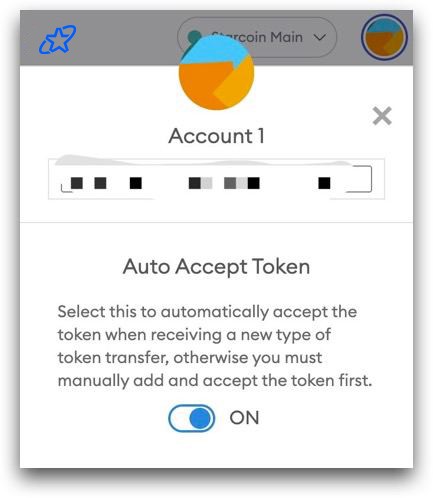 Starcoin Main
Account 1
Auto Accept Token
Select this to automatically accept the
token when receiving a new type of
token transfer, otherwise you must
manually add and accept the token first.
ON